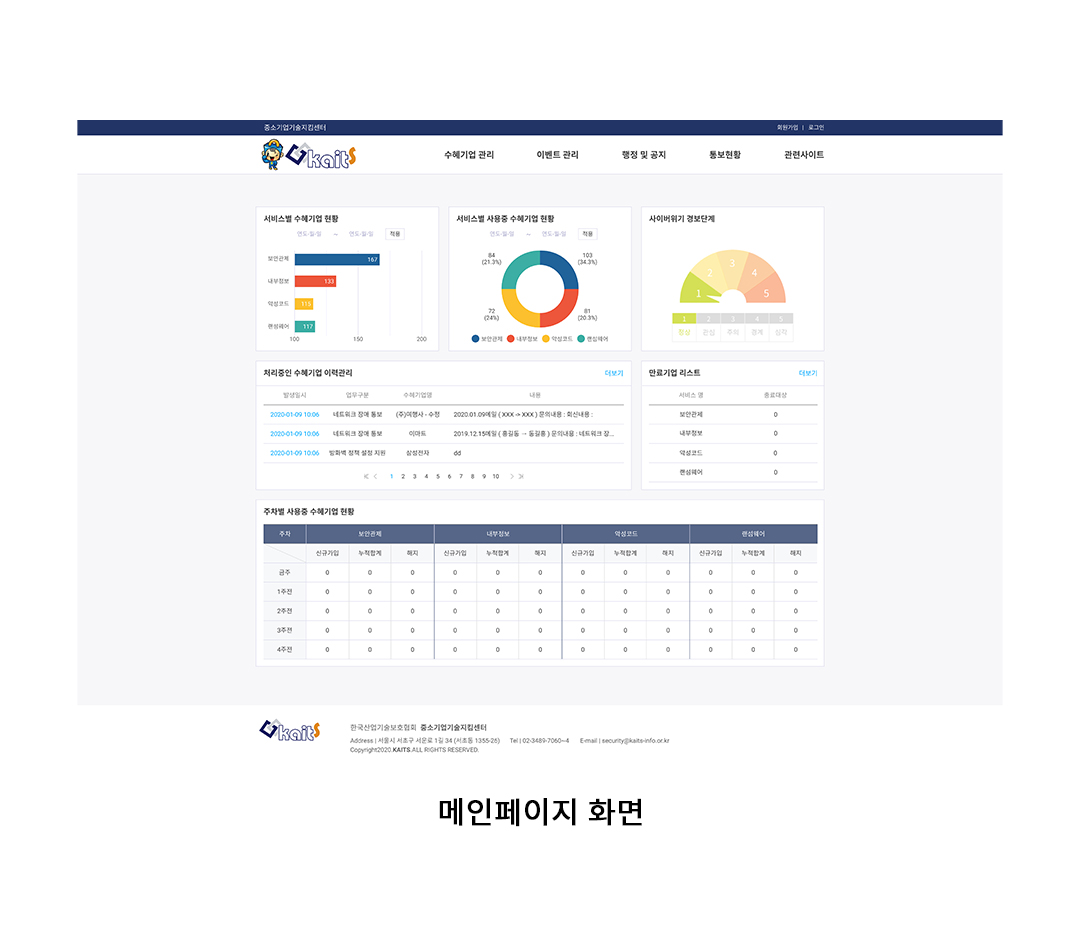 중소기업기술지킴센터 회원가입 | 로그인
kaits 수혜기업 관리 이벤트 관리 행정 및 공지 통보현황 관련사이트
서비스별 수혜기업 현황
연도-월-일 ~ 연도-월-일 적용
보안관제 167
내부정보 133
악성코드 115
랜섬웨어 117
100 150 200
서비스별 사용중 수혜기업 현황
연도-월-일 ~ 연도-월-일 적용
84 103
(21.3%) (34.3%)
72 81
(24%) (20.3%)
보안관제 내부정보 악성코드 랜섬웨어
사이버위기 경보단계
1 2 3 4 5
1 2 3 4 5
정상 관심 주의 경계 심각
처리중인 수혜기업 이력관리 더보기
발생일시 업무구분 수혜기업명 내용
2020-01-09 10:06 네트워크 장애 통보 (주)여행사 - 수정 2020.01.09메일 ( XXX -> XXX ) 문의내용 : 회신내용 :
2020-01-09 10:06 네트워크 장애 통보 이마트 2019.12.15메일 ( 홍길동 → 동길홍 ) 문의내용 : 네트워크 장...
2020-01-09 10:06 방화벽 정책 설정 지원 삼성전자 dd
1 2 3 4 5 6 7 8 9 10
만료기업 리스트 더보기
서비스 명 종료대상
보안관제 0
내부정보 0
악성코드 0
랜섬웨어 0
주차별 사용중 수혜기업 현황
주차 보안관제 내부정보 악성코드 랜섬웨어
신규가입 누적합계 해지 신규가입 누적합계 해지 신규가입 누적합계 해지 신규가입 누적합계 해지
금주 0 0 0 0 0 0 0 0 0 0 0 0
1주전 0 0 0 0 0 0 0 0 0 0 0 0
2주전 0 0 0 0 0 0 0 0 0 0 0 0
3주전 0 0 0 0 0 0 0 0 0 0 0 0
4주전 0 0 0 0 0 0 0 0 0 0 0 0
kaits 한국산업기술보호협회 중소기업기술지킴센터
Address | 서울시 서초구 서운로 1길 34 (서초동 1355-26) Tel | 02-3489-7060~4 E-mail | security@kaits-info.or.kr
Copyright2020.KAITS.ALL RIGHTS RESERVED.
메인페이지 화면